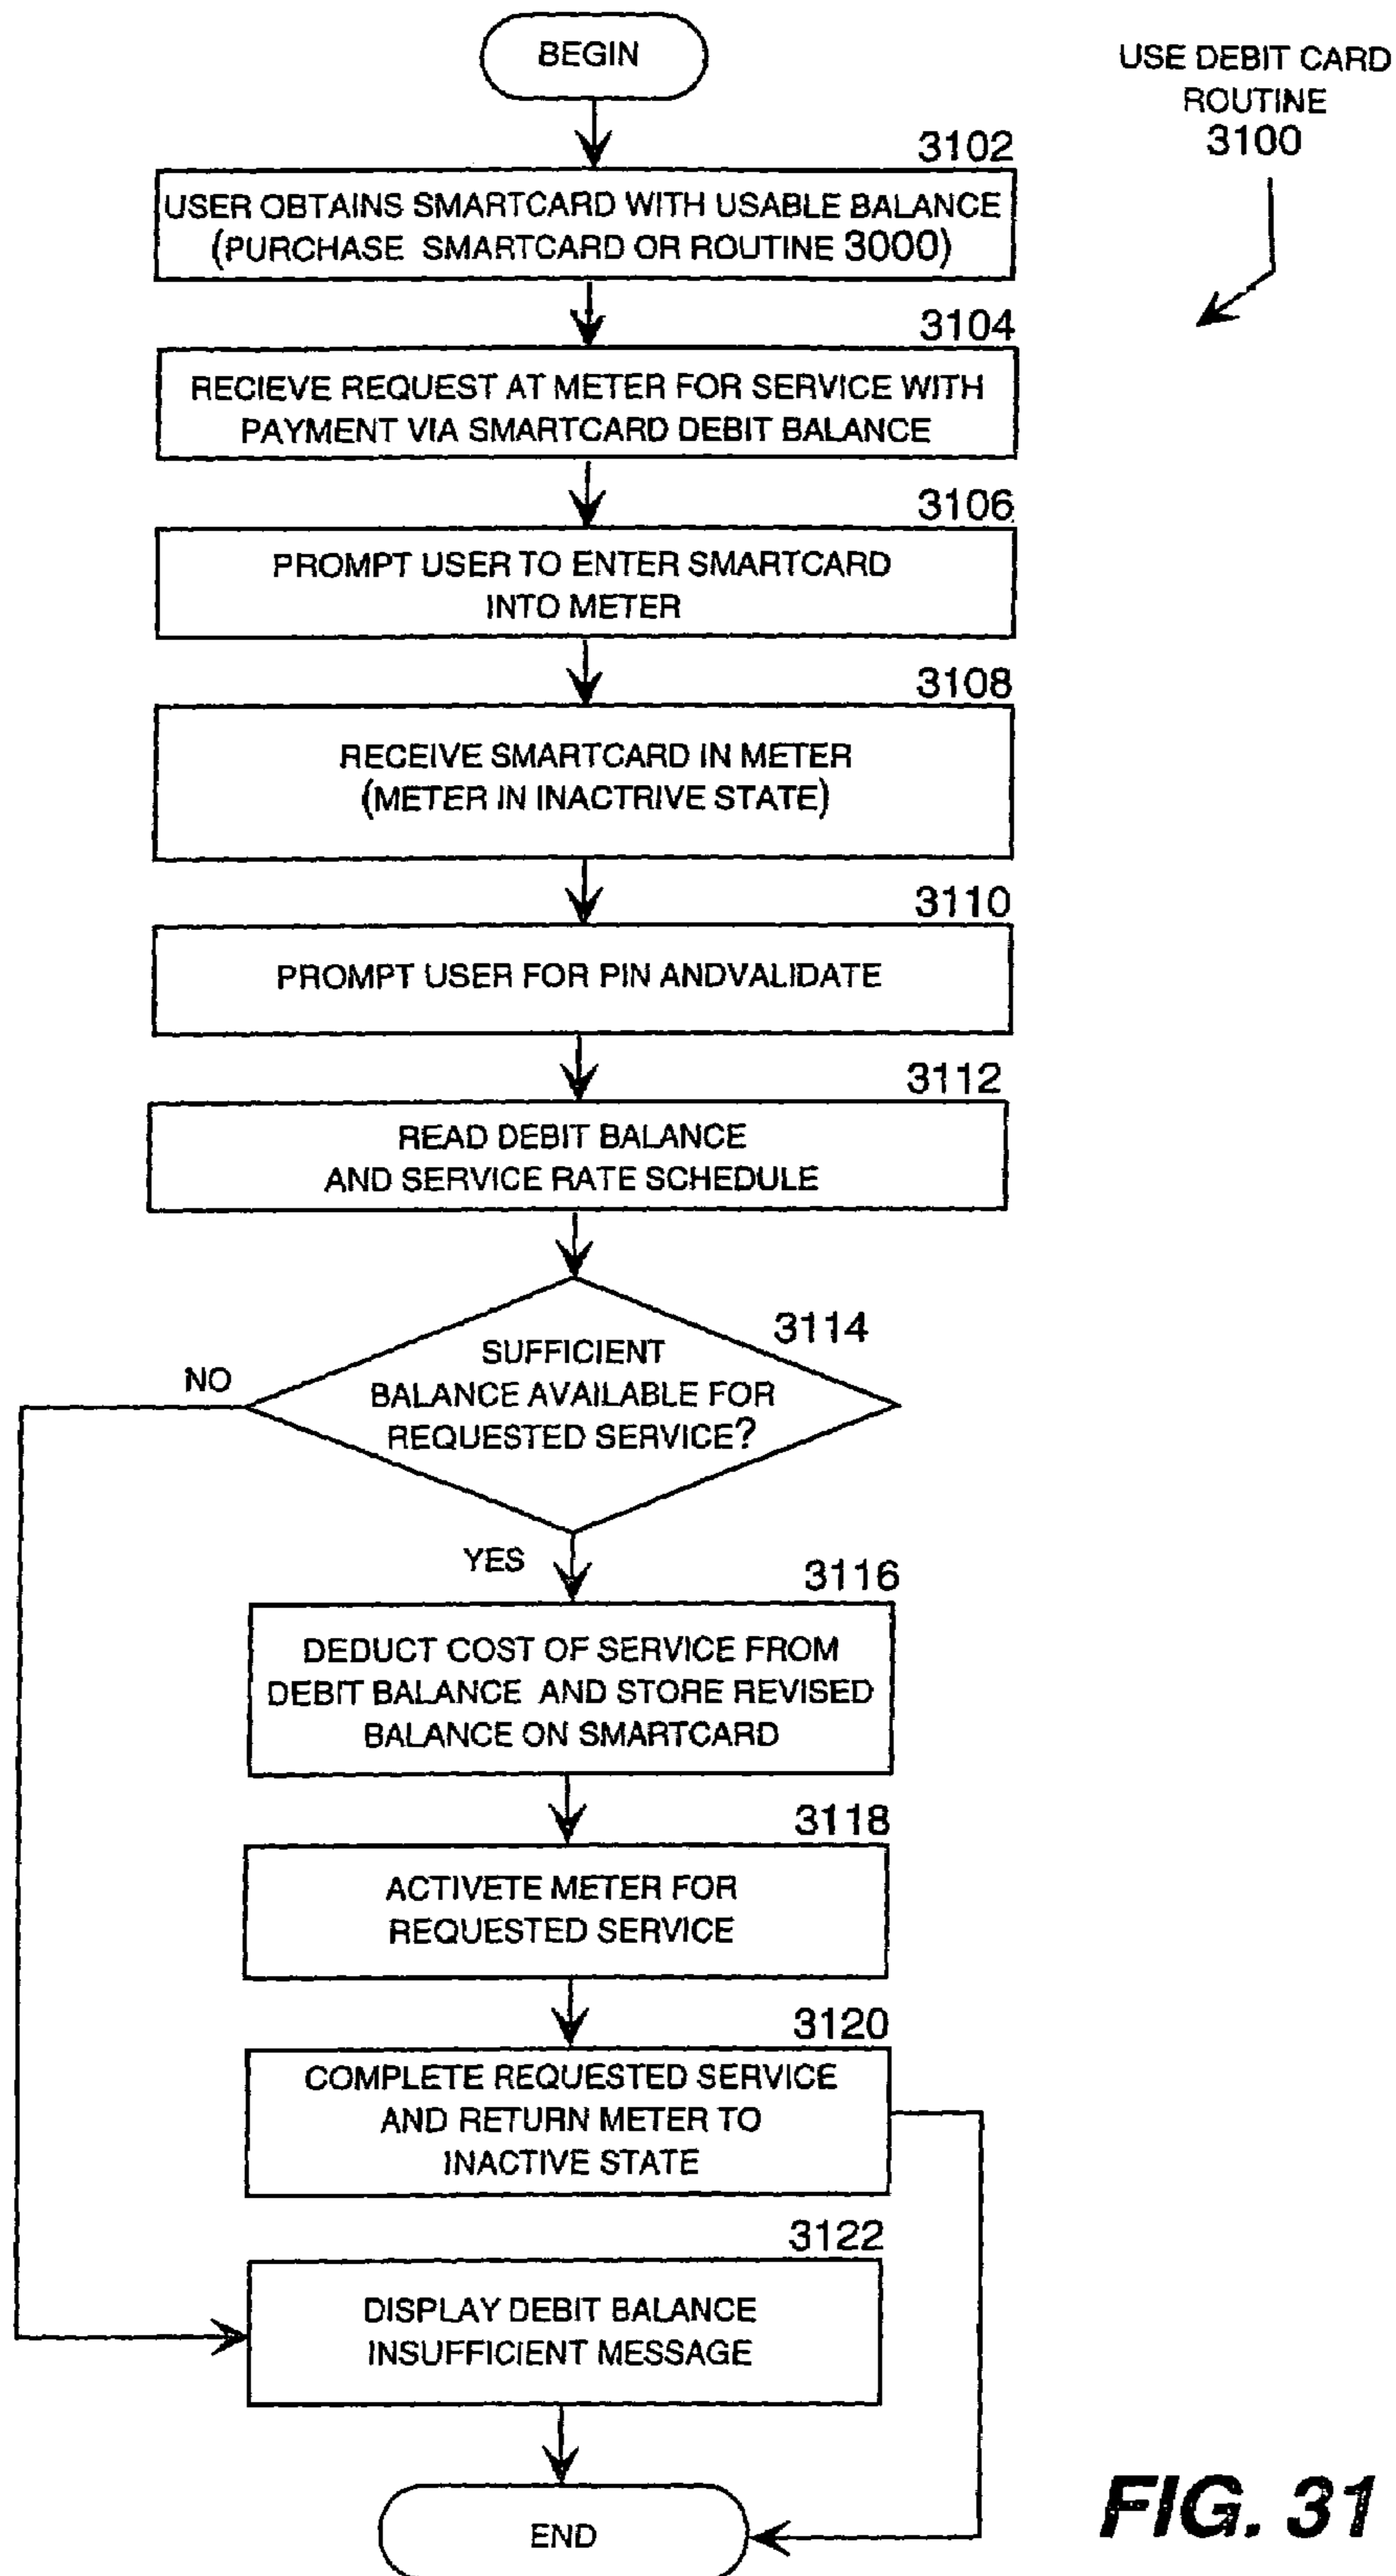 BEGIN
USE DEBIT CARD
ROUTINE
3100
3102
USER OBTAINS SMARTCARD WITH USABLE BALANCE
(PURCHASE SMARTCARD OR ROUTINE 3000)
3104
RECIEVE REQUEST AT METER FOR SERVICE WITH
PAYMENT VIA SMARTCARD DEBIT BALANCE
3106
PROMPT USER TO ENTER SMARTCARD
INTO METER
3108
RECEIVE SMARTCARD IN METER
(METER IN INACTRIVE STATE)
3110
PROMPT USER FOR PIN ANDVALIDATE
3112
READ DEBIT BALANCE
AND SERVICE RATE SCHEDULE
3114
SUFFICIENT
BALANCE AVAILABLE FOR
REQUESTED SERVICE?
NO
YES
3116
DEDUCT COST OF SERVICE FROM
DEBIT BALANCE AND STORE REVISED
BALANCE ON SMARTCARD
3118
ACTIVETE METER FOR
REQUESTED SERVICE
3120
COMPLETE REQUESTED SERVICE
AND RETURN METER TO
INACTIVE STATE
3122
DISPLAY DEBIT BALANCE
INSUFFICIENT MESSAGE
END
FIG. 31